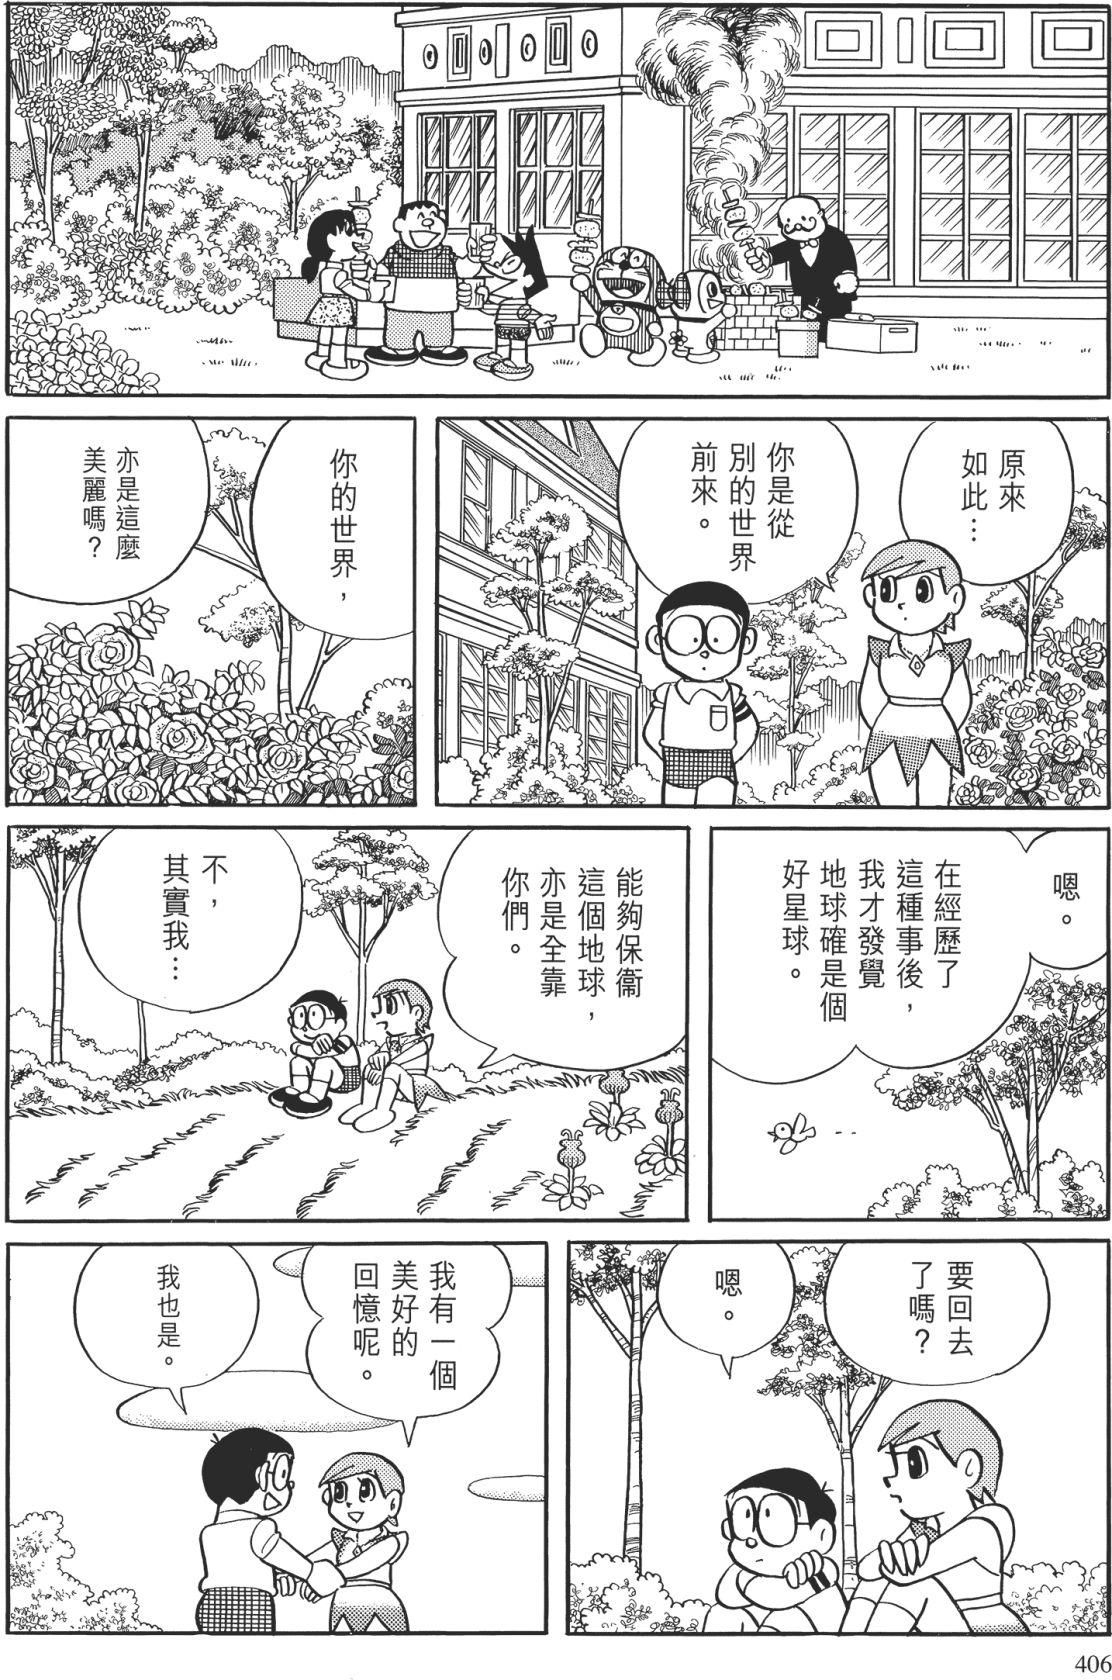 原來
如此…
你是從
別的世界
前來。
你的世界，
亦是這麼
美麗嗎？
嗯。
在經歷了
這種事後，
我才發覺
地球確是個
好星球。
能夠保衞
這個地球，
亦是全靠
你們。
不，
其實我…
要回去
了嗎？
嗯。
我有一個
美好的
回憶呢。
我也是。
406